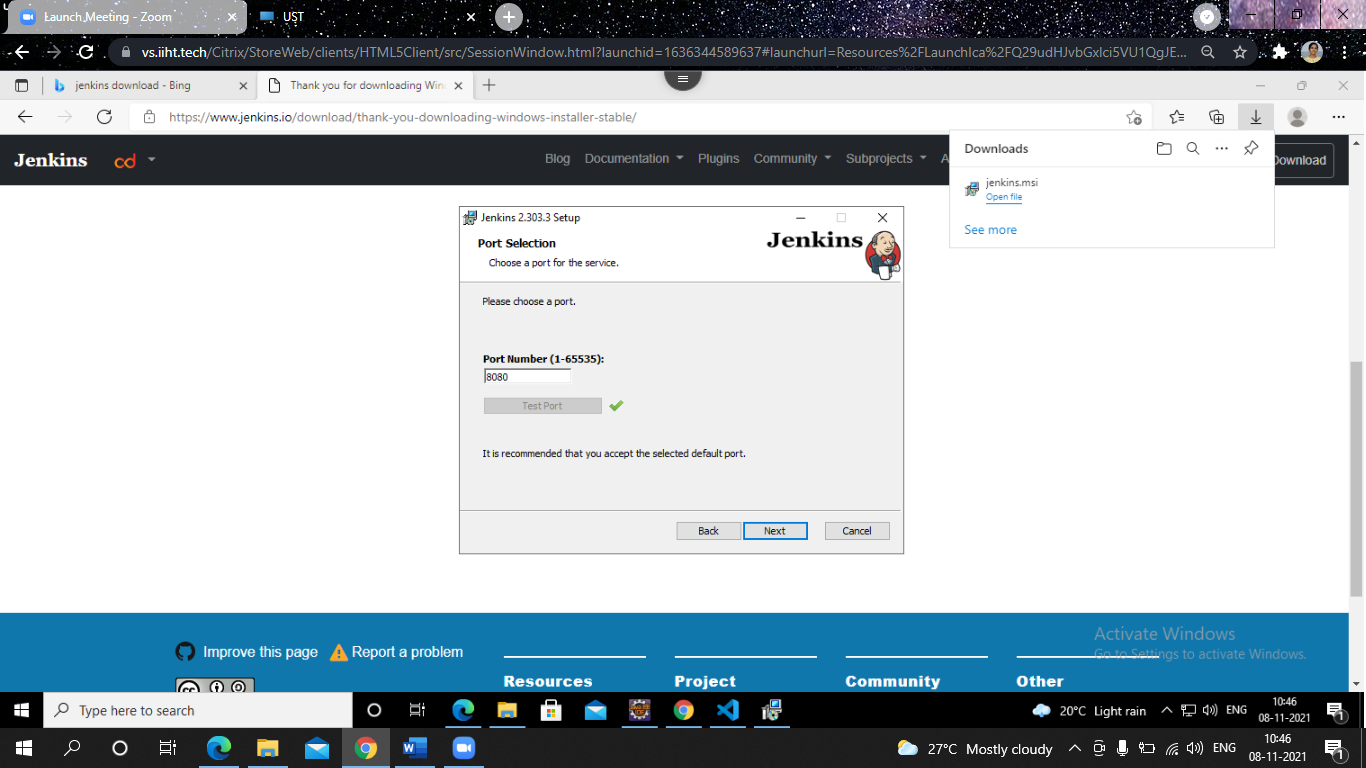 Launch Meeting - Zoom
UST
vs.iiht.tech/Citrix/StoreWeb/clients/HTML5Client/src/SessionWindow.html?launchid=1636344589637#launchurl=Resources%2FLaunchIca%2FQ29udHJvbGxlci5VU1QgJE...
jenkins download - Bing
Thank you for downloading Win
https://www.jenkins.io/download/thank-you-downloading-windows-installer-stable/
Jenkins
cd
Blog
Documentation
Plugins
Community
Subprojects
A
Download
Downloads
jenkins.msi
Open file
See more
Jenkins 2.303.3 Setup
Port Selection
Jenkins
Choose a port for the service.
Please choose a port.
Port Number (1-65535):
8080
Test Port
It is recommended that you accept the selected default port.
Back
Next
Cancel
Improve this page
Report a problem
cc
Resources
Project
Community
Other
Activate Windows
Go to Settings to activate Windows.
Type here to search
20°C Light rain
ENG
10:46
08-11-2021
1
27°C Mostly cloudy
ENG
10:46
08-11-2021
1